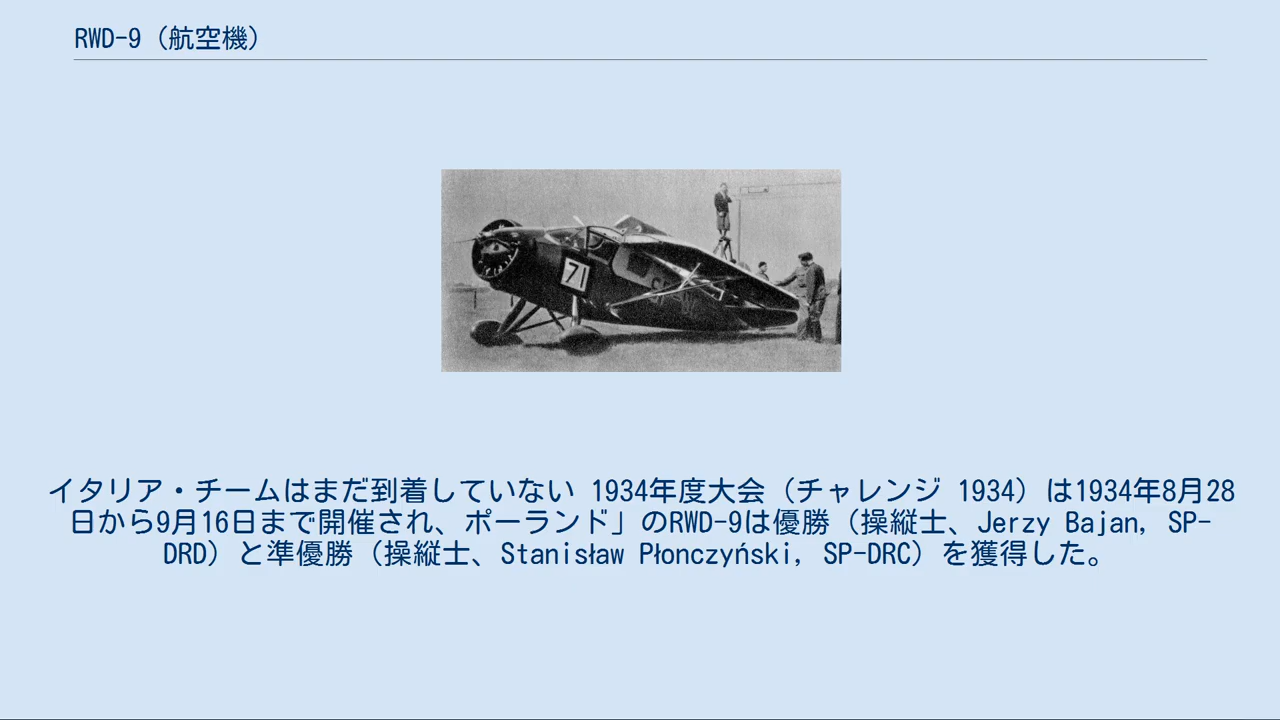 RWD-9（航空機）
71
イタリア・チームはまだ到着していない 1934年度大会（チャレンジ 1934）は1934年8月28
日から9月16日まで開催され、ポーランド」のRWD-9は優勝（操縦士、Jerzy Bajan, SP-
DRD）と準優勝（操縦士、Stanisław Płonczyński, SP-DRC）を獲得した。